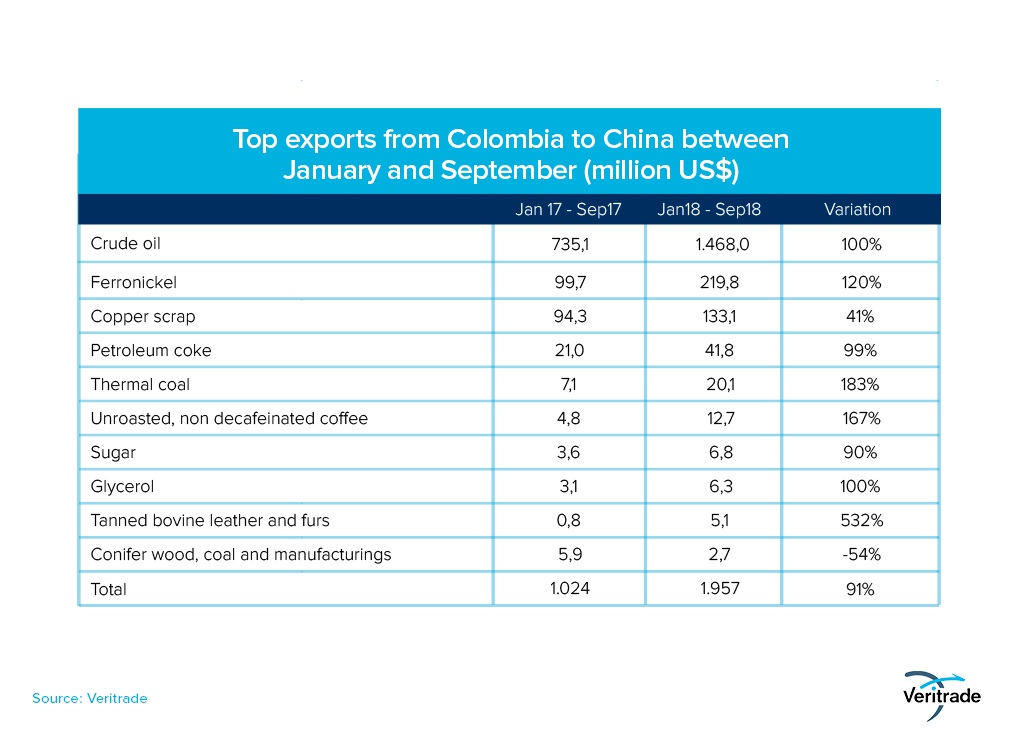 Top exports from Colombia to China between
January and September (million US$)
Jan 17 - Sep17 Jan18 - Sep18 Variation
Crude oil 735,1 1.468,0 100%
Ferronickel 99,7 219,8 120%
Copper scrap 94,3 133,1 41%
Petroleum coke 21,0 41,8 99%
Thermal coal 7,1 20,1 183%
Unroasted, non decafeinated coffee 4,8 12,7 167%
Sugar 3,6 6,8 90%
Glycerol 3,1 6,3 100%
Tanned bovine leather and furs 0,8 5,1 532%
Conifer wood, coal and manufacturings 5,9 2,7 -54%
Total 1.024 1.957 91%
Source: Veritrade
Veritrade